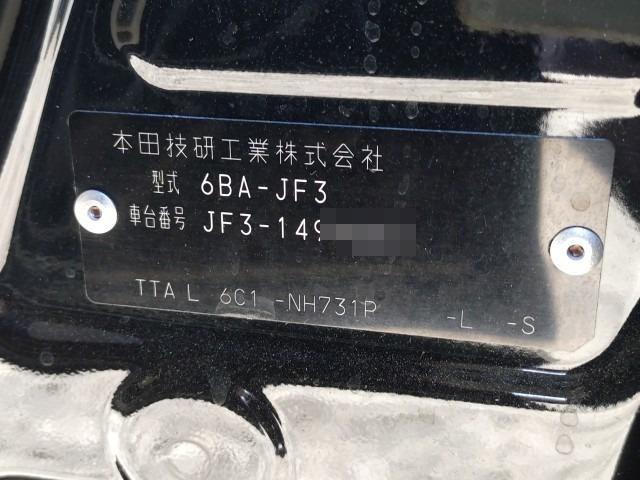 本田技研工業株式会社
型式 6BA-JF3
車台番号 JF3-149
TTA L 6C1 -NH731P -L -S